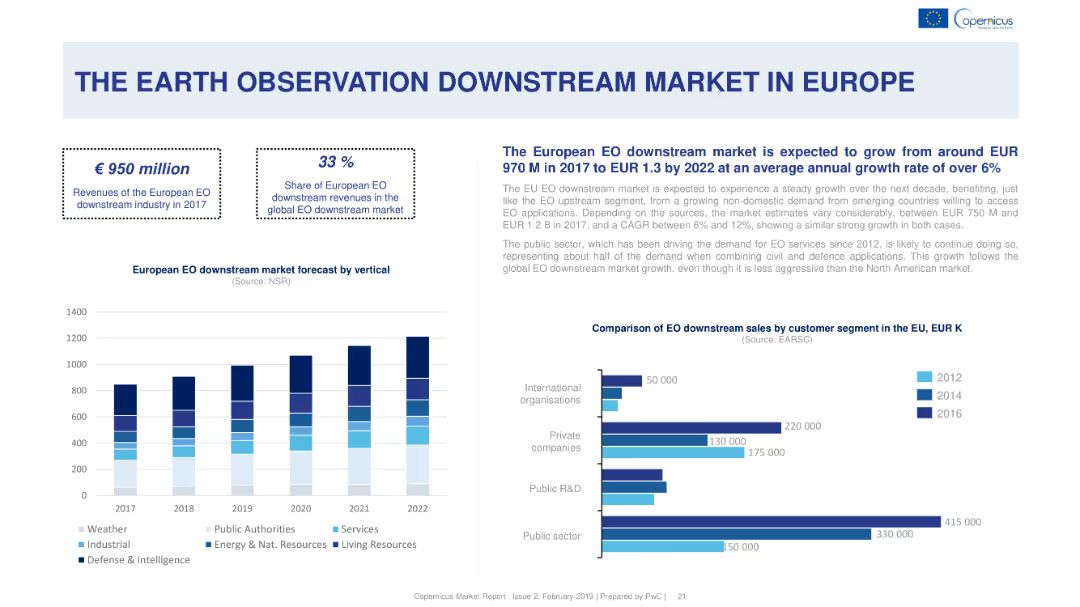 opernicus
THE EARTH OBSERVATION DOWNSTREAM MARKET IN EUROPE
€ 950 million
Revenues of the European EO
downstream industry in 2017
33 %
Share of European EO
downstream revenues in the
global EO downstream market
The European EO downstream market is expected to grow from around EUR
970 M in 2017 to EUR 1.3 by 2022 at an average annual growth rate of over 6%
The EU EO downstream market is expected to experience a steady growth over the next decade, benefiting, just
like the EO upstream segment, from a growing non-domestic demand from emerging countries willing to access
EO applications. Depending on the sources, the market estimates vary considerably, between EUR 750 M and
EUR 1.2 B in 2017, and a CAGR between 6% and 12%, showing a similar strong growth in both cases.
The public sector, which has been driving the demand for EO services since 2012, is likely to continue doing so,
representing about half of the demand when combining civil and defence applications. This growth follows the
global EO downstream market growth, even though it is less aggressive than the North American market.
European EO downstream market forecast by vertical
(Source: NSR)
1400
1200
1000
800
600
400
200
0
2017 2018 2019 2020 2021 2022
Weather Public Authorities Services
Industrial Energy & Nat. Resources Living Resources
Defense & Intelligence
Comparison of EO downstream sales by customer segment in the EU, EUR K
(Source: EARSC)
2012
2014
2016
International
organisations
50 000
Private
companies
220 000
130 000
175 000
Public R&D
Public sector
415 000
330 000
150 000
Copernicus Market Report Issue 2, February 2019 | Prepared by PwC | 21